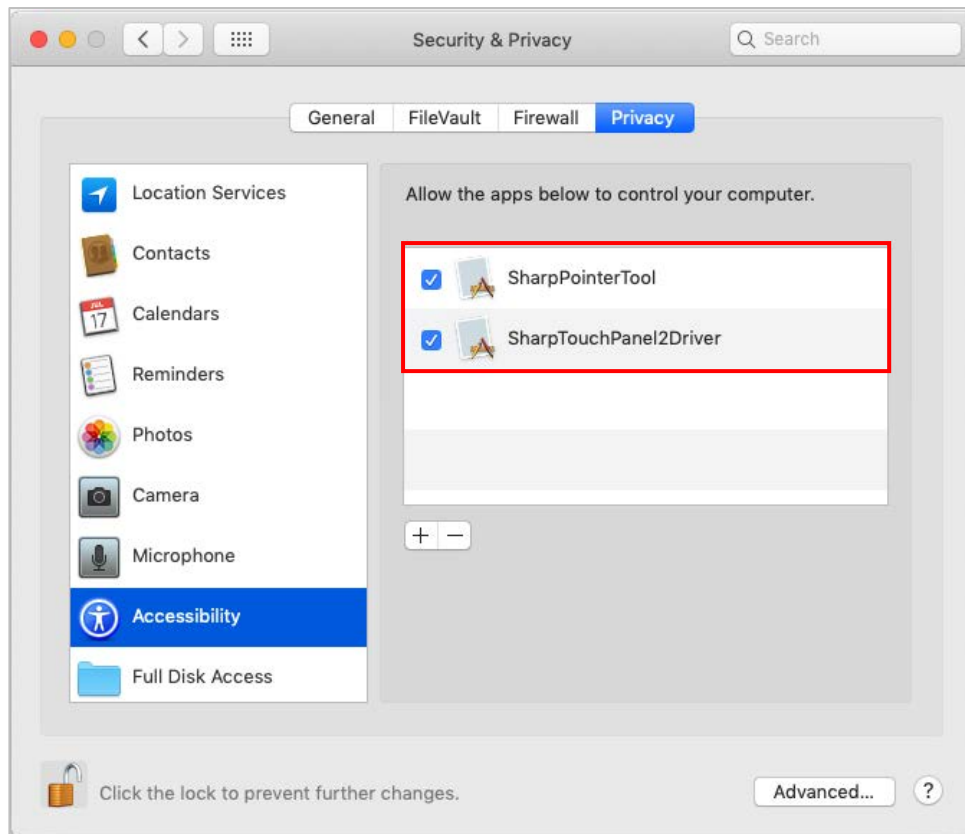 Security & Privacy
Search
General FileVault Firewall Privacy
Location Services
Contacts
JUL
17
Calendars
Reminders
Photos
Camera
Microphone
Accessibility
Full Disk Access
Allow the apps below to control your computer.
SharpPointerTool
SharpTouchPanel2Driver
+ −
Click the lock to prevent further changes.
Advanced... ?